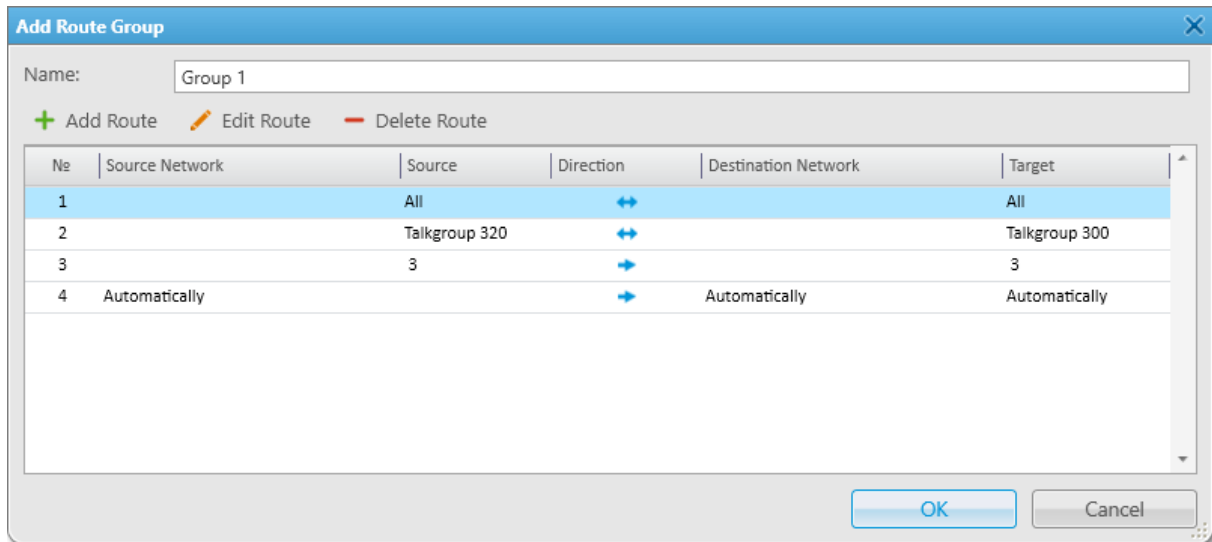 Add Route Group
Name: Group 1
Add Route Edit Route Delete Route
№ Source Network Source Direction Destination Network Target
1 All All
2 Talkgroup 320 Talkgroup 300
3 3 3
4 Automatically Automatically Automatically
OK Cancel